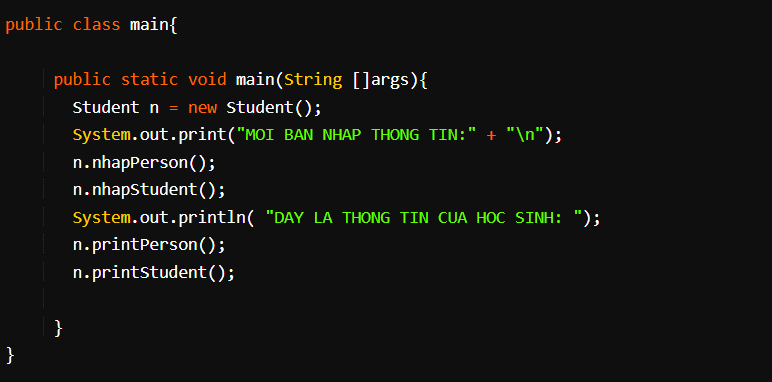 public class main{
public static void main(String []args){
Student n = new Student();
System.out.print("MOI BAN NHAP THONG TIN:" + "\n");
n.nhapPerson();
n.nhapStudent();
System.out.println( "DAY LA THONG TIN CUA HOC SINH: ");
n.printPerson();
n.printStudent();
}
}